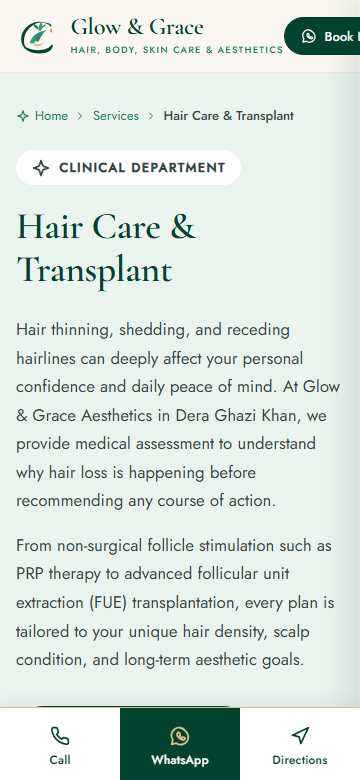 Glow & Grace
HAIR, BODY, SKIN CARE & AESTHETICS
Book
Home
Services
Hair Care & Transplant
CLINICAL DEPARTMENT
Hair Care &
Transplant
Hair thinning, shedding, and receding
hairlines can deeply affect your personal
confidence and daily peace of mind. At Glow
& Grace Aesthetics in Dera Ghazi Khan, we
provide medical assessment to understand
why hair loss is happening before
recommending any course of action.
From non-surgical follicle stimulation such as
PRP therapy to advanced follicular unit
extraction (FUE) transplantation, every plan is
tailored to your unique hair density, scalp
condition, and long-term aesthetic goals.
Call
WhatsApp
Directions